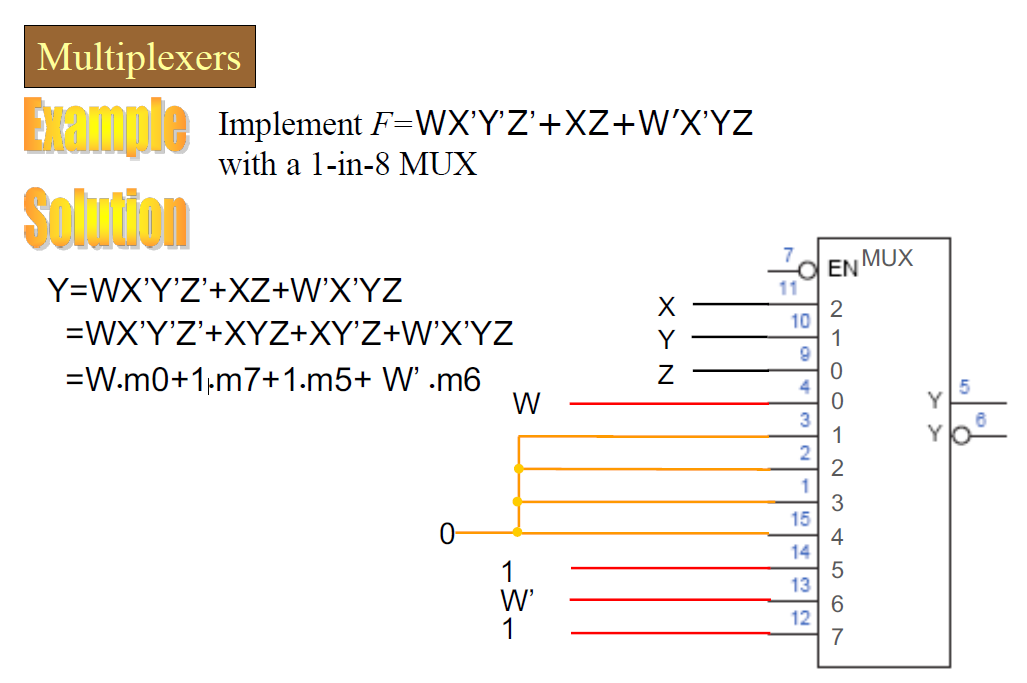 Multiplexers
Example
Implement F=WX’Y’Z’+XZ+W’X’YZ
with a 1-in-8 MUX
Solution
Y=WX’Y’Z’+XZ+W’X’YZ
=WX’Y’Z’+XYZ+XY’Z+W’X’YZ
=W.m0+1.m7+1.m5+ W’ .m6
7 EN MUX
X 11 2
Y 10 1
Z 9 0
W 4 0 Y 5
3 1 Y 6
2 2
1 3
0 15 4
1 14 5
W’ 13 6
1 12 7